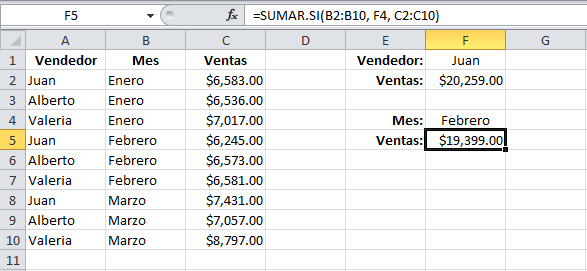 F5 fx =SUMAR.SI(B2:B10, F4, C2:C10)
A B C D E F G
1 Vendedor Mes Ventas Vendedor: Juan
2 Juan Enero $6,583.00 Ventas: $20,259.00
3 Alberto Enero $6,536.00
4 Valeria Enero $7,017.00 Mes: Febrero
5 Juan Febrero $6,245.00 Ventas: $19,399.00
6 Alberto Febrero $6,573.00
7 Valeria Febrero $6,581.00
8 Juan Marzo $7,431.00
9 Alberto Marzo $7,057.00
10 Valeria Marzo $8,797.00
11